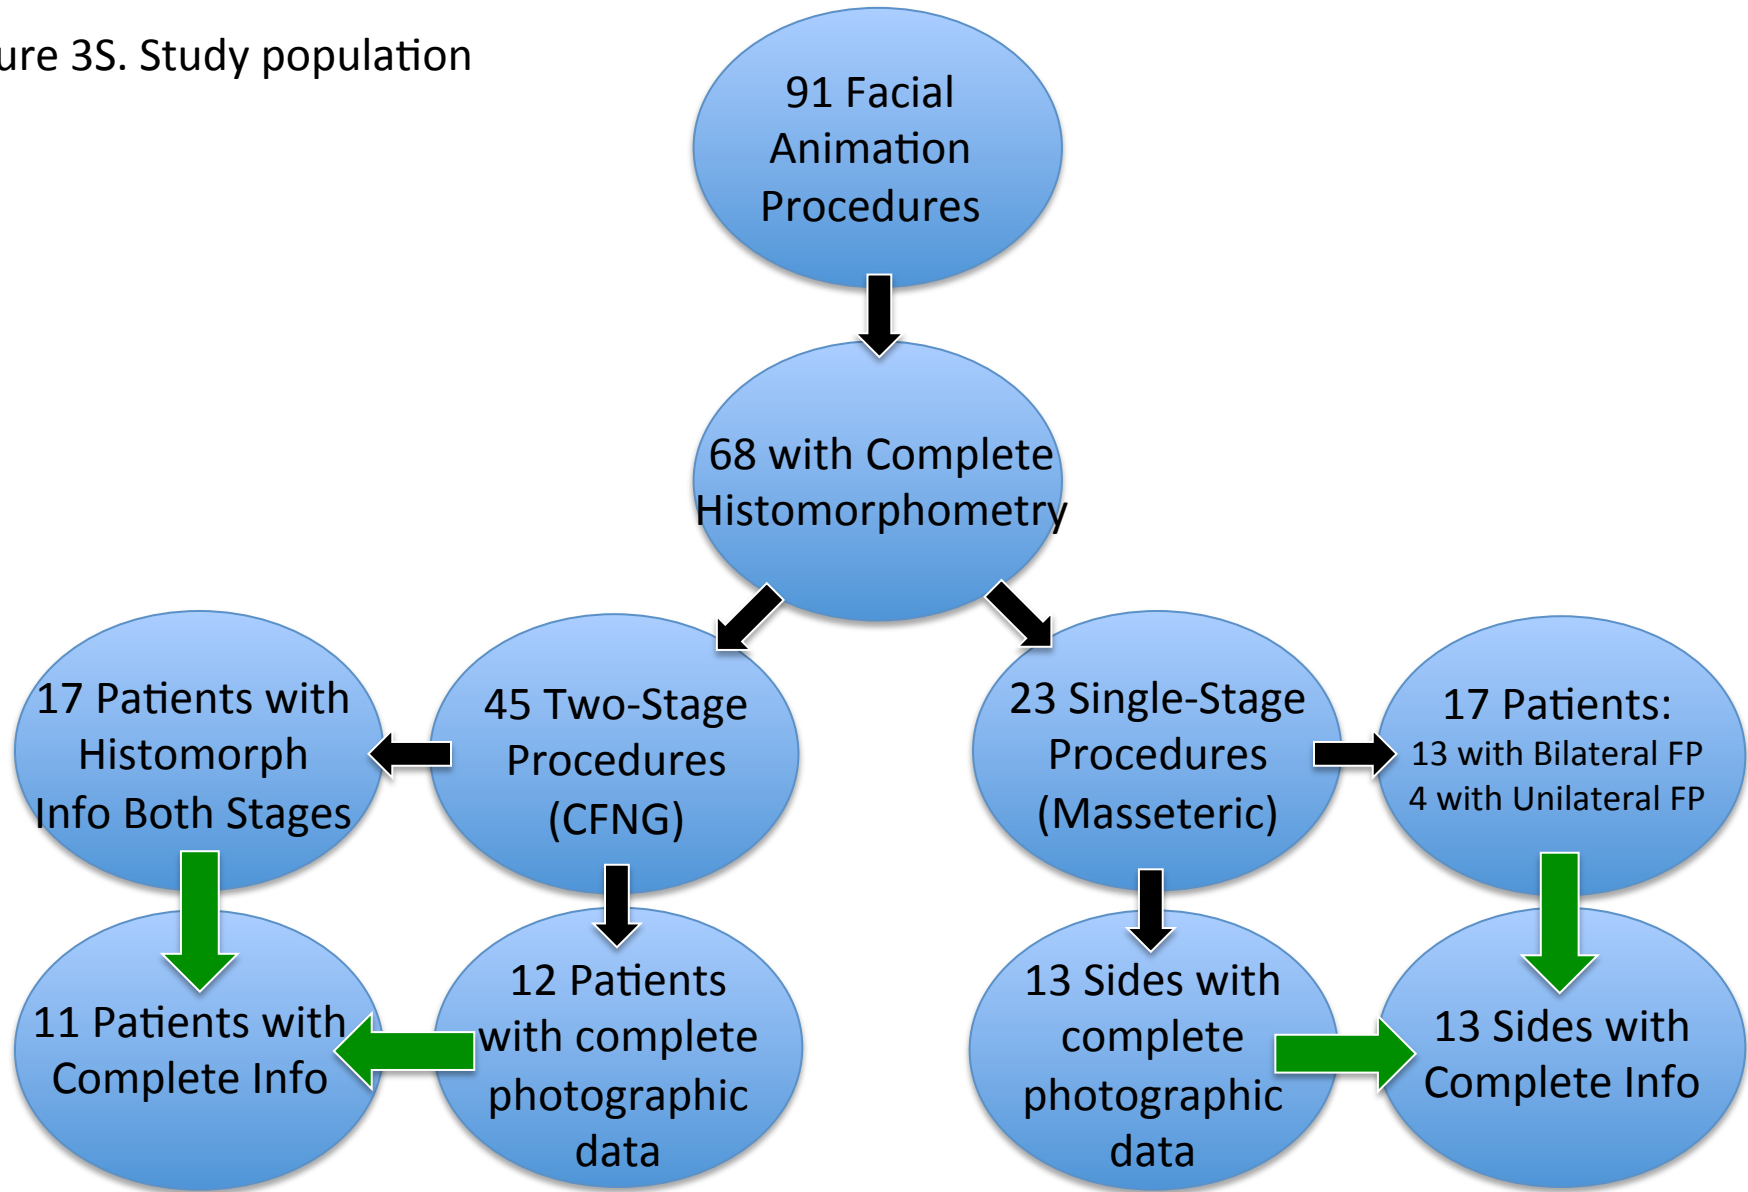 ure 3S. Study population
91 Facial
Animation
Procedures
68 with Complete
Histomorphometry
17 Patients with
Histomorph
Info Both Stages
45 Two-Stage
Procedures
(CFNG)
23 Single-Stage
Procedures
(Masseteric)
17 Patients:
13 with Bilateral FP
4 with Unilateral FP
11 Patients with
Complete Info
12 Patients
with complete
photographic
data
13 Sides with
complete
photographic
data
13 Sides with
Complete Info